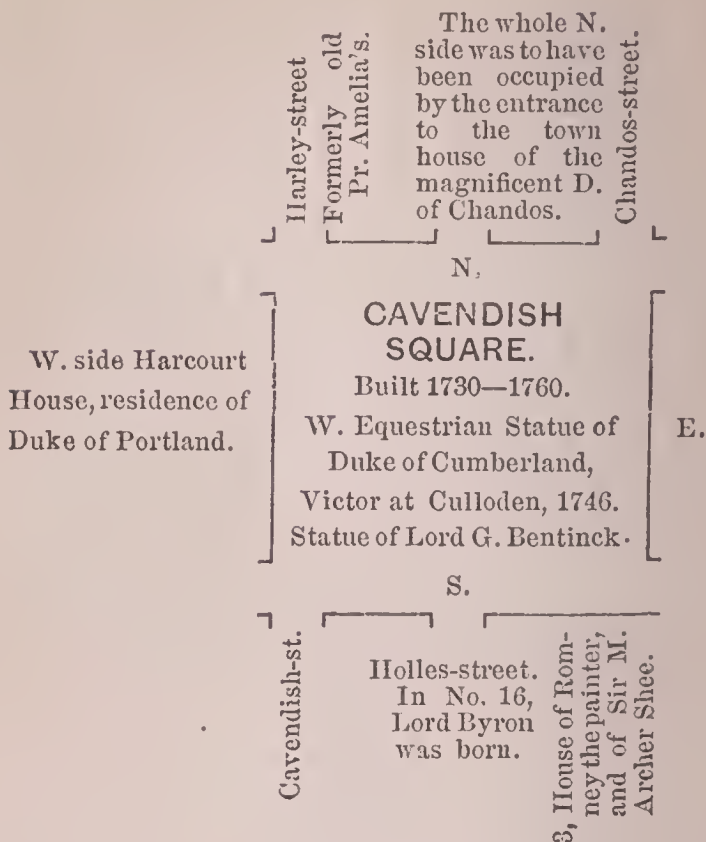 Harley-street
Formerly old
Pr. Amelia's.
The whole N.
side was to have
been occupied
by the entrance
to the town
house of the
magnificent D.
of Chandos.
Chandos-street.
N.
W. side Harcourt
House, residence of
Duke of Portland.
CAVENDISH
SQUARE.
Built 1730—1760.
W. Equestrian Statue of
Duke of Cumberland,
Victor at Culloden, 1746.
Statue of Lord G. Bentinck.
E.
S.
Cavendish-st.
Holles-street.
In No. 16,
Lord Byron
was born.
3, House of Rom-
ney the painter,
and of Sir M.
Archer Shee.